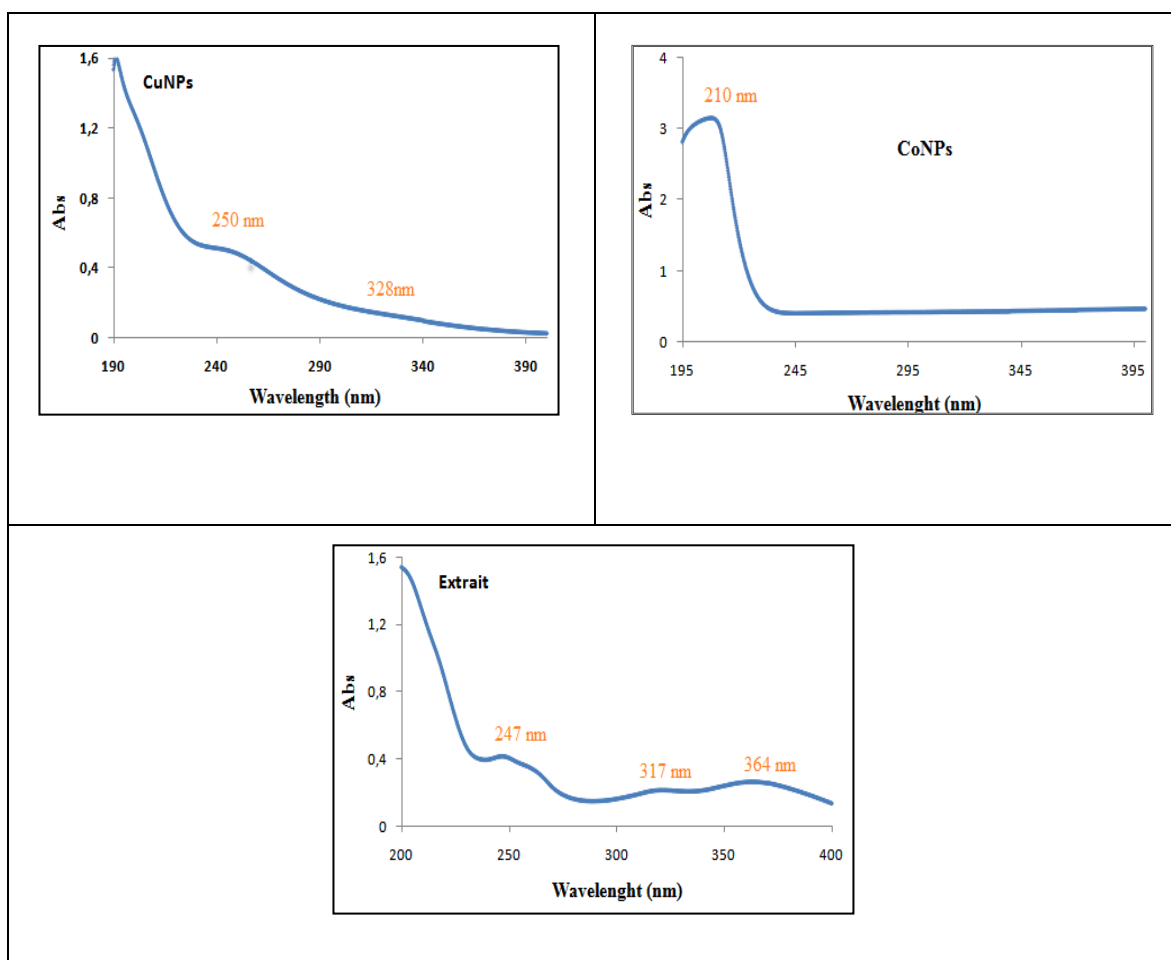 1,6
CuNPs
1,2
0,8
250 nm
0,4
328nm
0
190 240 290 340 390
Abs
Wavelength (nm)
4
210 nm
3
CoNPs
2
1
0
195 245 295 345 395
Abs
Wavelenght (nm)
1,6
Extrait
1,2
0,8
247 nm
0,4
317 nm
364 nm
0
200 250 300 350 400
Abs
Wavelenght (nm)